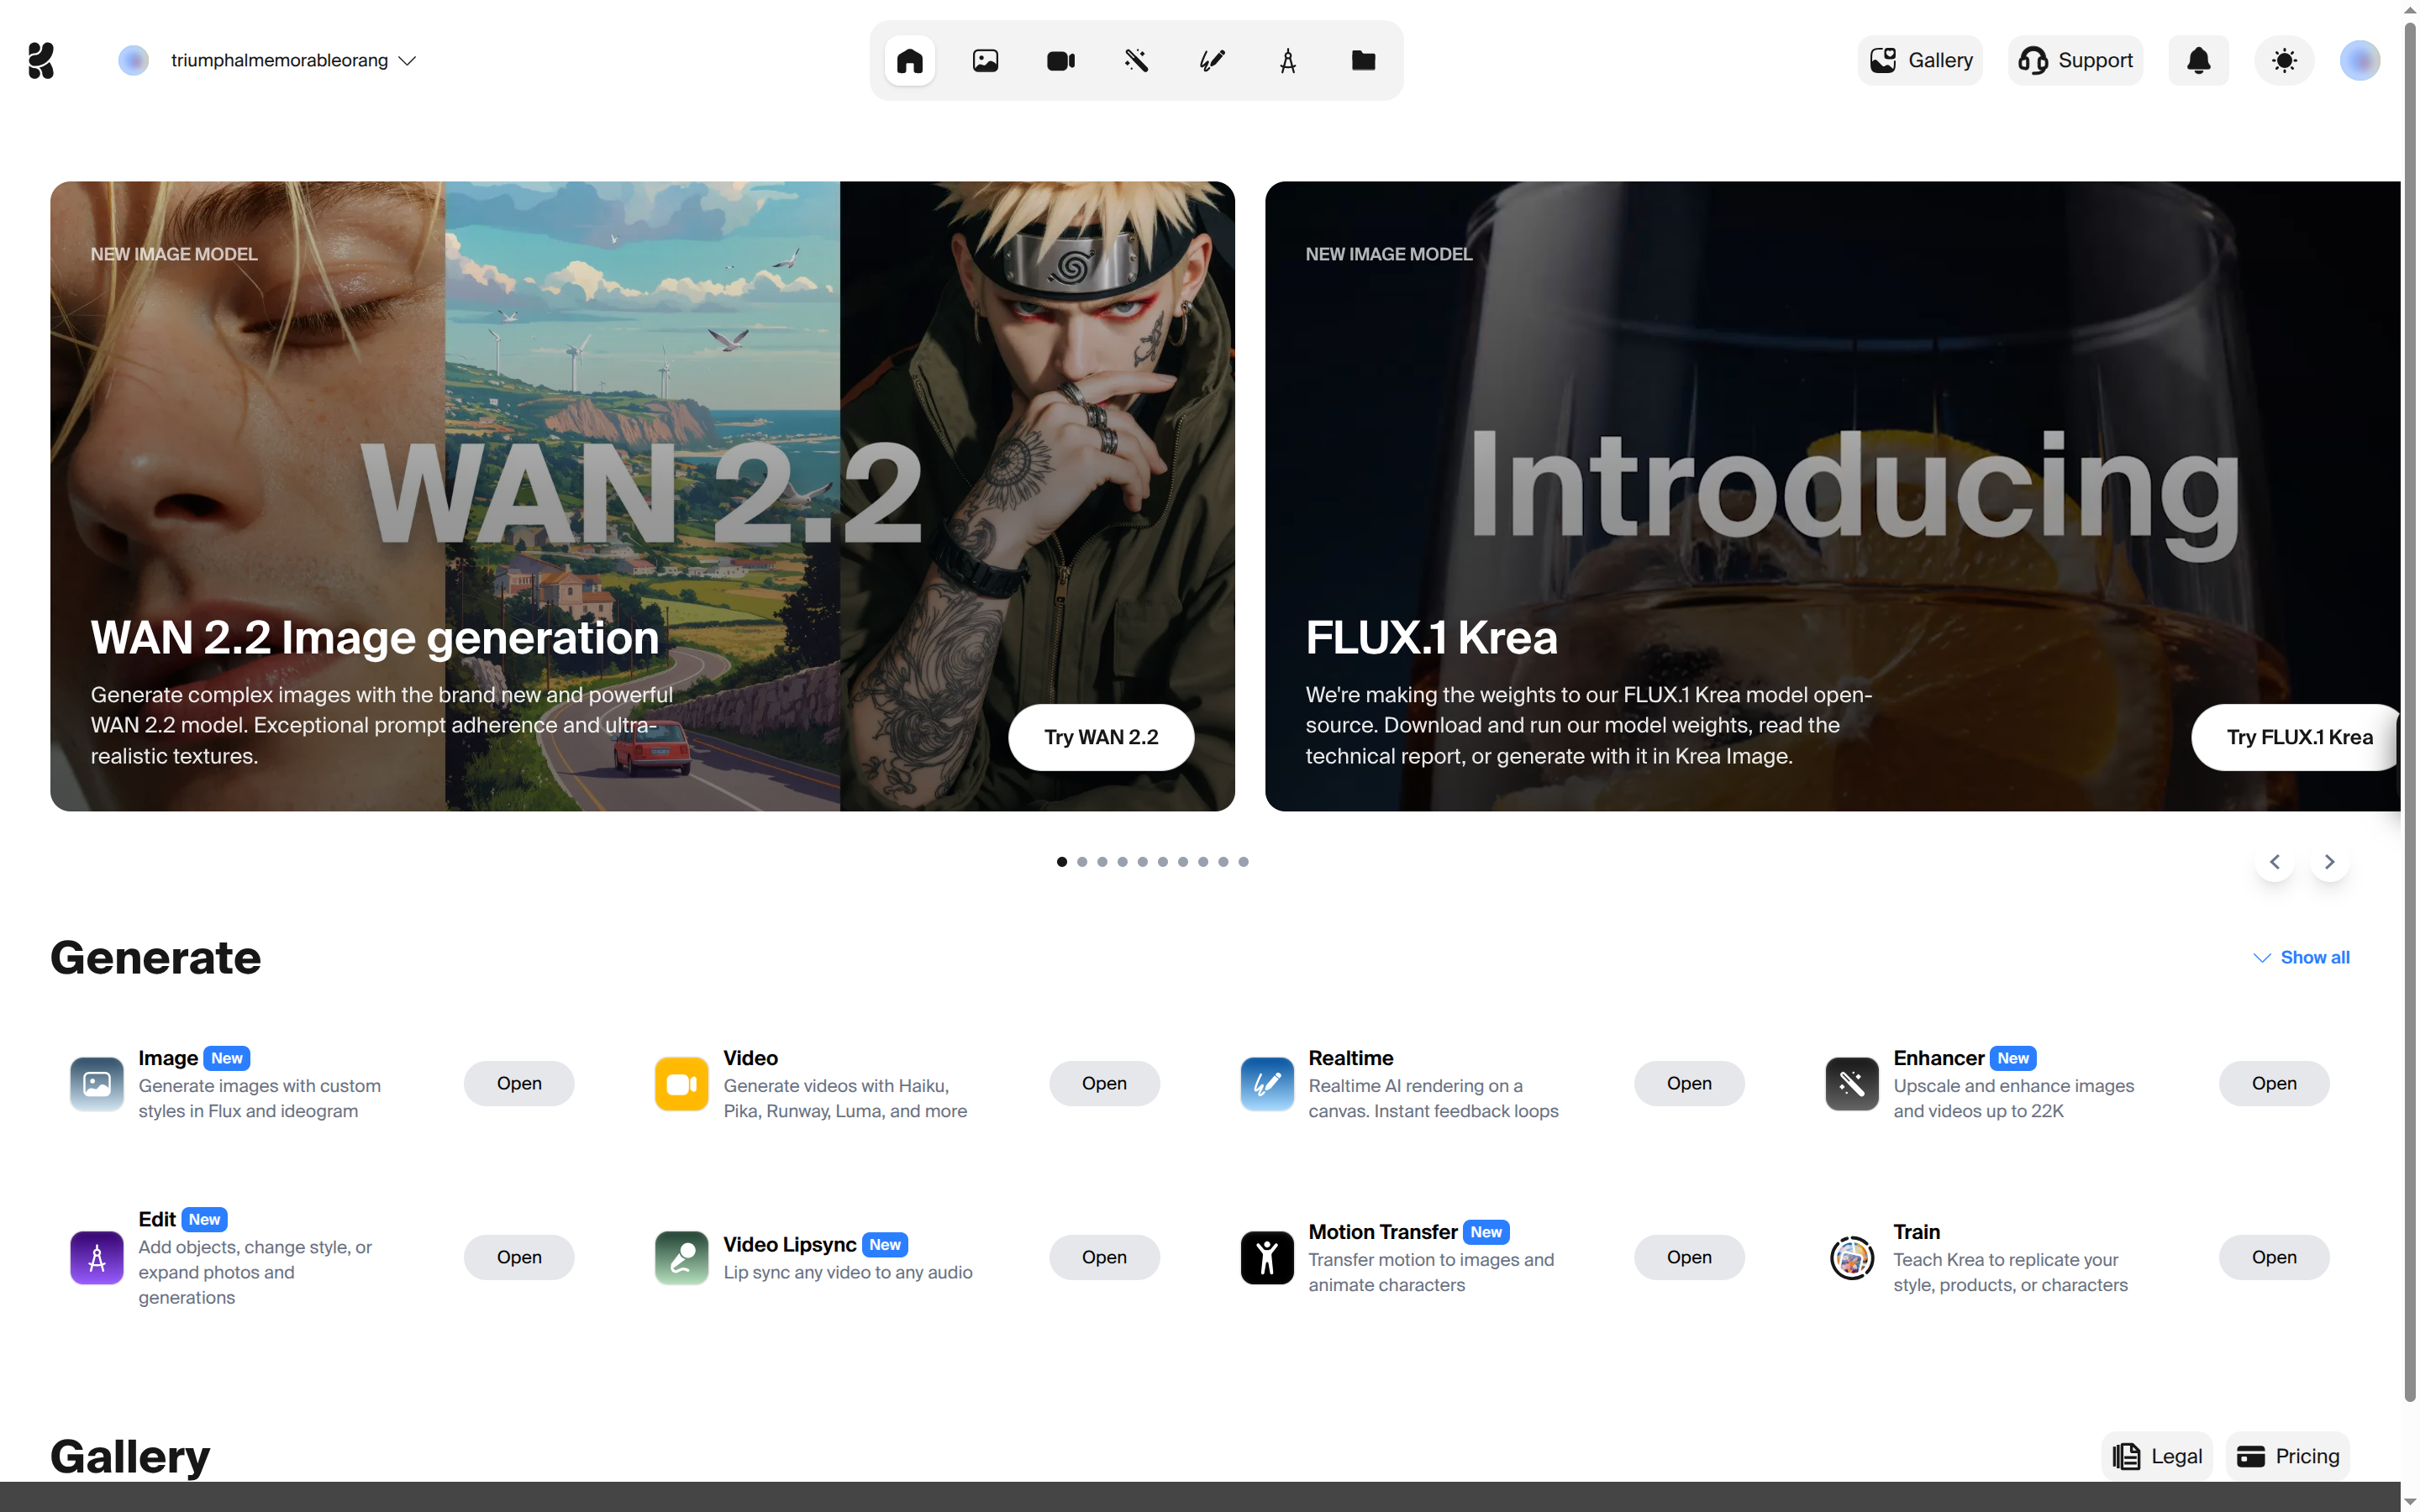 triumphalmemorableorang
Gallery
Support
NEW IMAGE MODEL
WAN 2.2
WAN 2.2 Image generation
Generate complex images with the brand new and powerful
WAN 2.2 model. Exceptional prompt adherence and ultra-
realistic textures.
Try WAN 2.2
NEW IMAGE MODEL
Introducing
FLUX.1 Krea
We're making the weights to our FLUX.1 Krea model open-
source. Download and run our model weights, read the
technical report, or generate with it in Krea Image.
Try FLUX.1 Krea
Generate
Show all
Image New
Generate images with custom
styles in Flux and ideogram
Open
Video
Generate videos with Haiku,
Pika, Runway, Luma, and more
Open
Realtime
Realtime AI rendering on a
canvas. Instant feedback loops
Open
Enhancer New
Upscale and enhance images
and videos up to 22K
Open
Edit New
Add objects, change style, or
expand photos and
generations
Open
Video Lipsync New
Lip sync any video to any audio
Open
Motion Transfer New
Transfer motion to images and
animate characters
Open
Train
Teach Krea to replicate your
style, products, or characters
Open
Gallery
Legal
Pricing